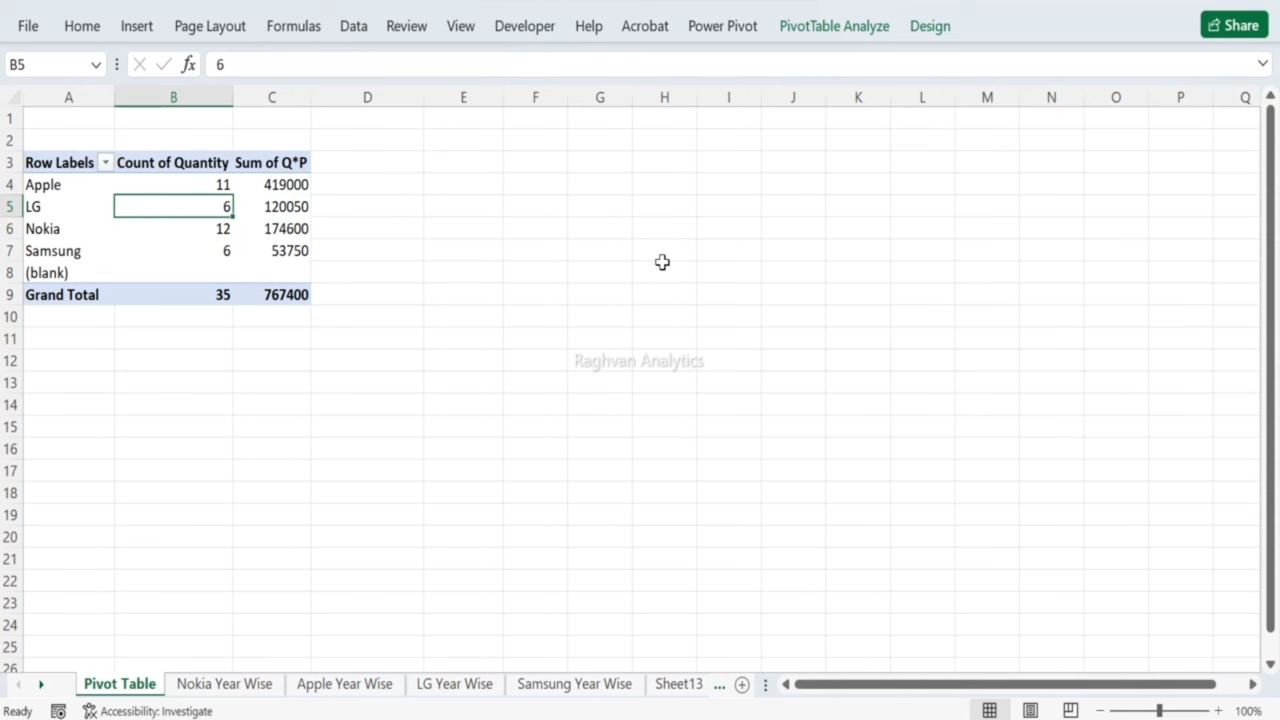 File Home Insert Page Layout Formulas Data Review View Developer Help Acrobat Power Pivot PivotTable Analyze Design Share
B5 fx 6
A B C D E F G H I J K L M N O P Q
1
2
3 Row Labels Count of Quantity Sum of Q*P
4 Apple 11 419000
5 LG 6 120050
6 Nokia 12 174600
7 Samsung 6 53750
8 (blank)
9 Grand Total 35 767400
10
11
12 Raghvan Analytics
13
14
15
16
17
18
19
20
21
22
23
24
25
26
Pivot Table Nokia Year Wise Apple Year Wise LG Year Wise Samsung Year Wise Sheet13 ...
Ready Accessibility: Investigate 100%